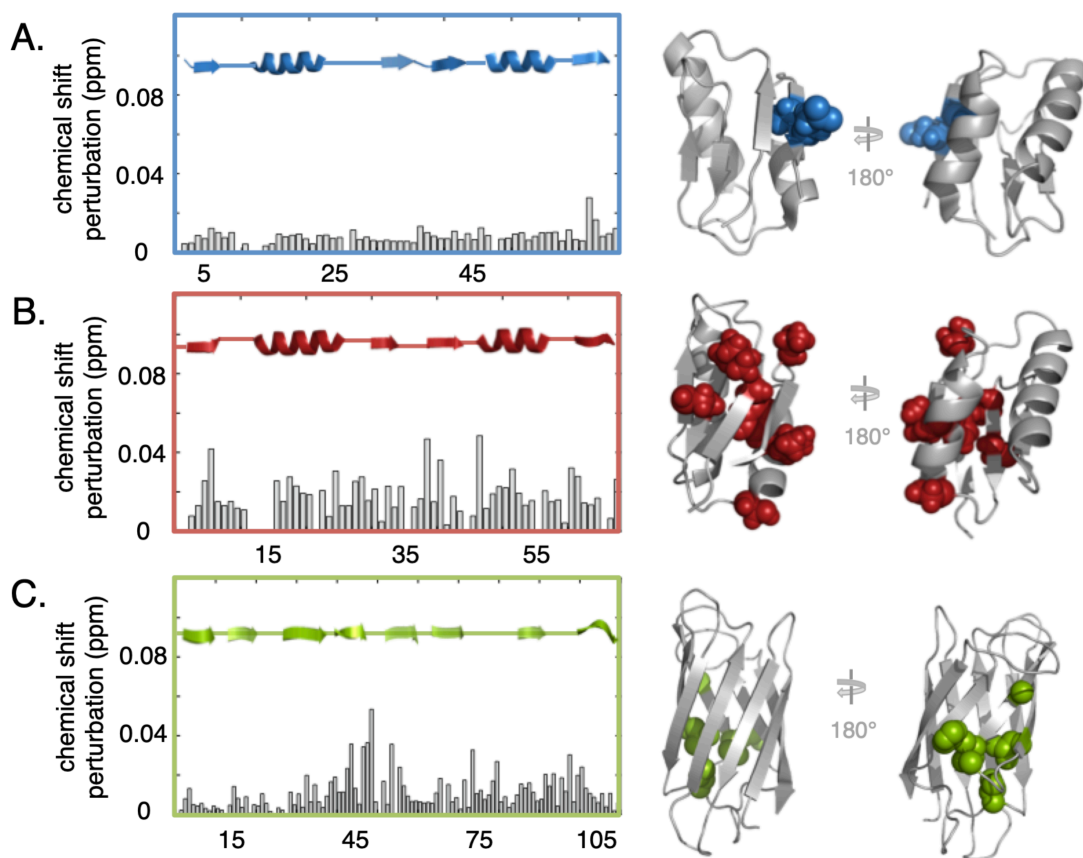 A.
chemical shift
perturbation (ppm)
0.08
0.04
0
5 25 45
180°
B.
chemical shift
perturbation (ppm)
0.08
0.04
0
15 35 55
180°
C.
chemical shift
perturbation (ppm)
0.08
0.04
0
15 45 75 105
180°